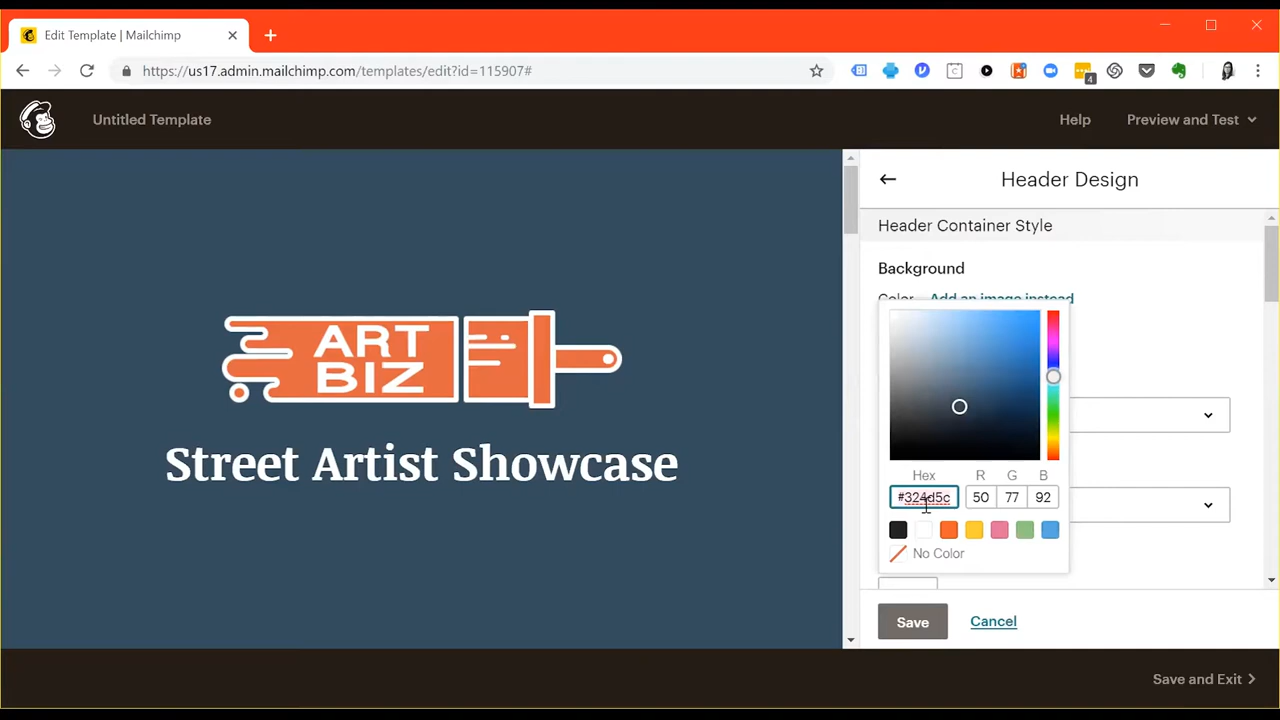 Edit Template | Mailchimp
https://us17.admin.mailchimp.com/templates/edit?id=115907#
4
Untitled Template
Help
Preview and Test
ART
BIZ
Street Artist Showcase
Header Design
Header Container Style
Background
Color Add an image instead
Hex R G B
#324d5c 50 77 92
No Color
Save Cancel
Save and Exit